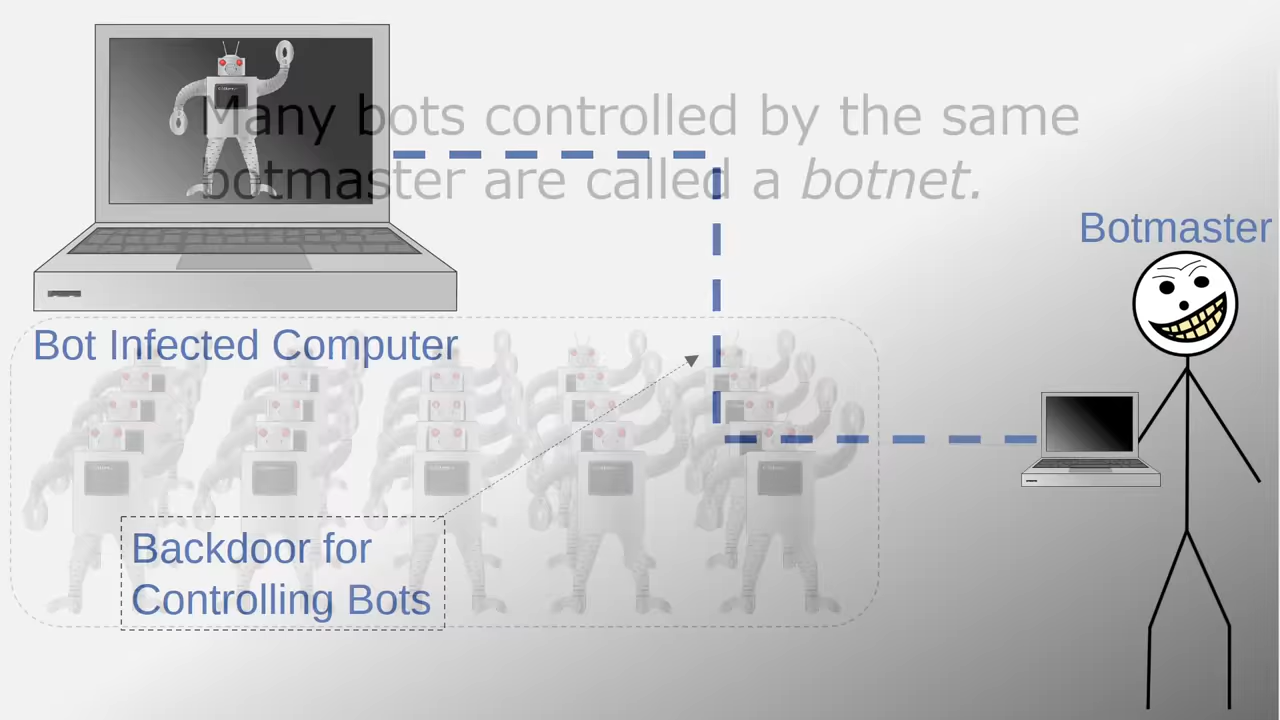 Many bots controlled by the same
botmaster are called a botnet.
Botmaster
Bot Infected Computer
Backdoor for
Controlling Bots